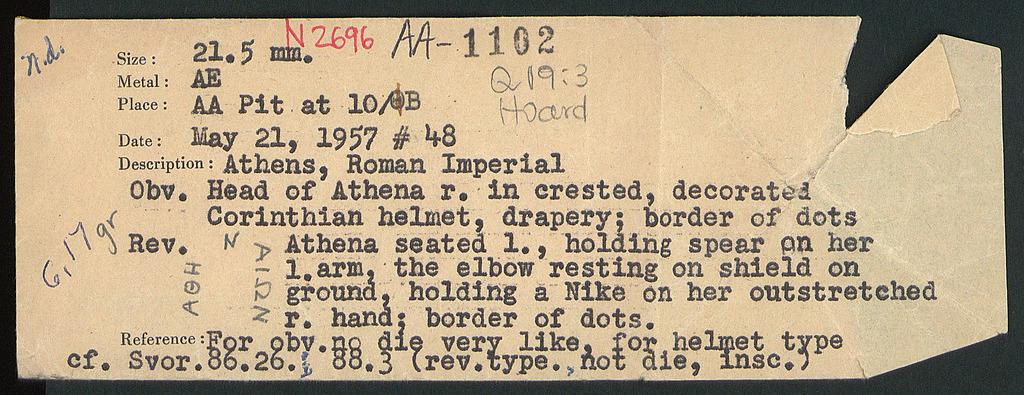 n.d.
Size: 21.5 mm. N2696 AA-1102
Metal: AE Q19:3
Place: AA Pit at 10/ΘB Hoard
Date: May 21, 1957 # 48
Description: Athens, Roman Imperial
Obv. Head of Athena r. in crested, decorated
Corinthian helmet, drapery; border of dots
6,17 gr
Rev. Athena seated l., holding spear on her
l.arm, the elbow resting on shield on
ground, holding a Nike on her outstretched
r. hand; border of dots.
ΑΘΗ Ν ΑΙΩΝ
Reference: For obv.no die very like, for helmet type
cf. Svor.86.26. 88.3 (rev.type., not die, insc.)